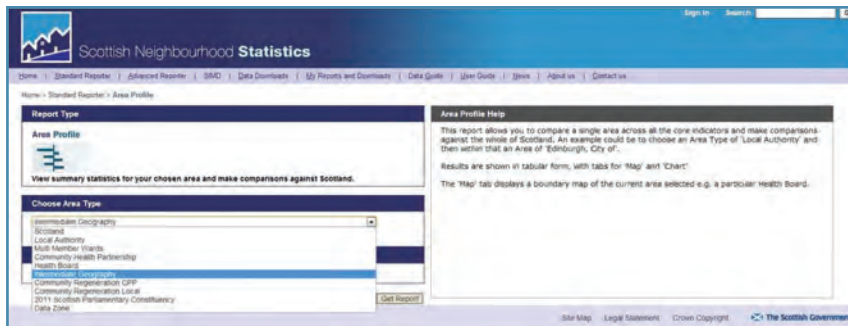 Sign In Search
Scottish Neighbourhood Statistics
Home | Standard Reporter | Advanced Reporter | SIMD | Data Downloads | My Reports and Downloads | Data Guide | User Guide | News | About us | Contact us
Home > Standard Reporter > Area Profile
Report Type
Area Profile
View summary statistics for your chosen area and make comparisons against Scotland.
Choose Area Type
Intermediate Geography
Scotland
Local Authority
Multi Member Wards
Community Health Partnership
Health Board
Intermediate Geography
Community Regeneration CPP
Community Regeneration Local
2011 Scottish Parliamentary Constituency
Data Zone
Get Report
Area Profile Help
This report allows you to compare a single area across all the core indicators and make comparisons
against the whole of Scotland. An example could be to choose an Area Type of 'Local Authority' and
then within that an Area of 'Edinburgh, City of'.
Results are shown in tabular form, with tabs for 'Map' and 'Chart'
The 'Map' tab displays a boundary map of the current area selected e.g. a particular Health Board.
Site Map Legal Statement Crown Copyright The Scottish Government